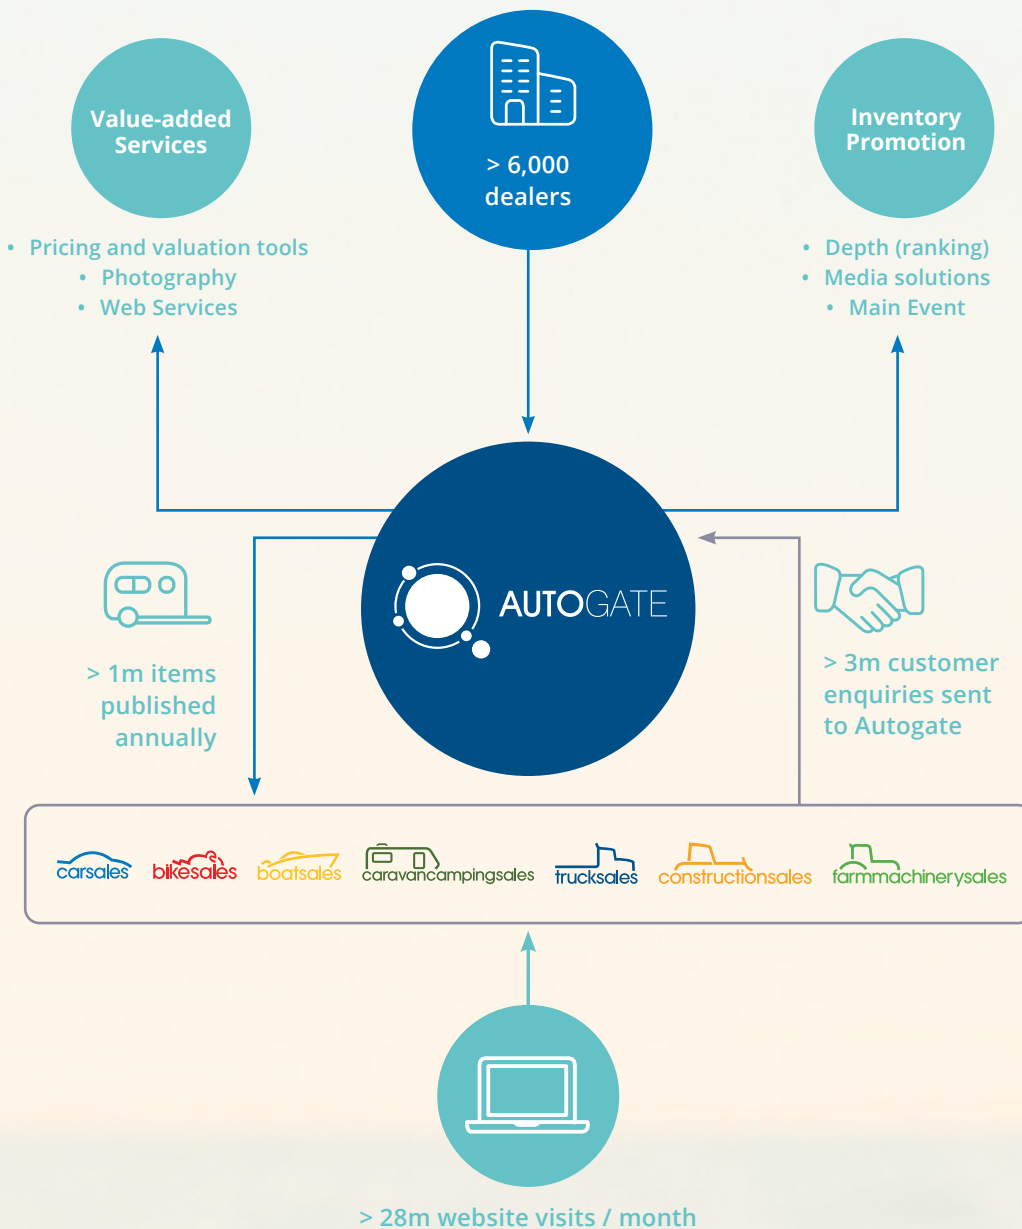 Value-added
Services
> 6,000
dealers
Inventory
Promotion
• Pricing and valuation tools
• Photography
• Web Services
• Depth (ranking)
• Media solutions
• Main Event
AUTOGATE
> 1m items
published
annually
> 3m customer
enquiries sent
to Autogate
carsales
bikesales
boatsales
caravancampingsales
trucksales
constructionsales
farmmachinerysales
> 28m website visits / month